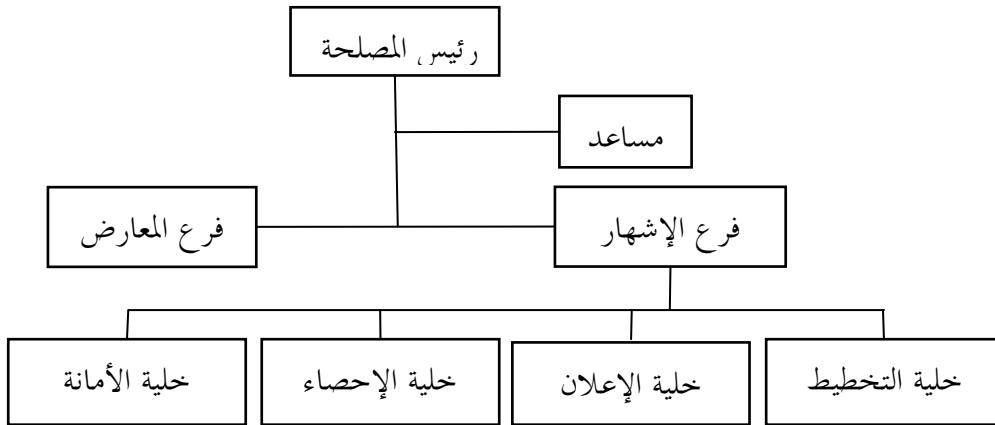 رئيس المصلحة
مساعد
فرع الإشهار
فرع المعارض
خلية التخطيط
خلية الإعلان
خلية الإحصاء
خلية الأمانة